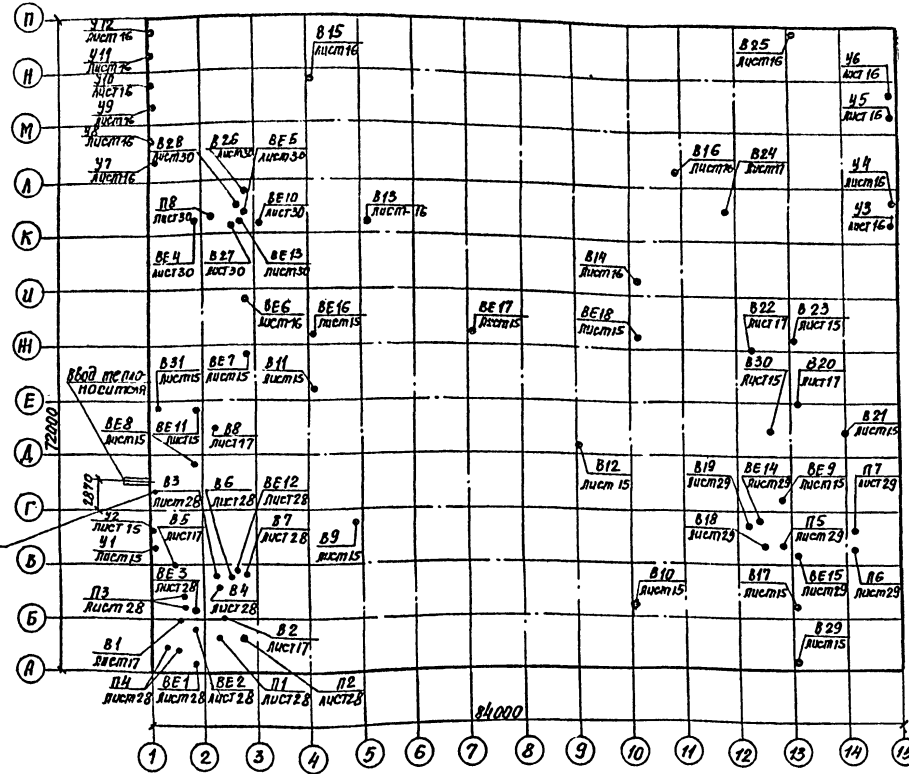 П
Н
М
Л
К
И
Ж
Е
Д
Г
В
Б
А
У12
лист 16
У11
лист 16
У10
лист 16
У9
лист 16
У8
лист 16
У7
лист 16
В15
лист 16
В25
лист 16
У6
лист 16
У5
лист 16
У4
лист 16
У3
лист 16
В28
лист 30
В26
лист 30
ВЕ5
лист 30
П8
лист 30
ВЕ10
лист 30
В13
лист-16
В16
лист 16
В24
лист 17
ВЕ4
лист 30
В27
лист 30
ВЕ13
лист 30
В14
лист 16
ВЕ6
лист 16
ВЕ16
лист 15
ВЕ17
лист 15
ВЕ18
лист 15
В22
лист 17
В23
лист 15
Ввод тепло-
носителя
В31
лист 15
ВЕ7
лист 15
В11
лист 15
В30
лист 15
В20
лист 17
72000
ВЕ8
лист 15
ВЕ11
лист 15
В8
лист 17
В21
лист 15
2870
В3
лист 28
В6
лист 28
ВЕ12
лист 28
В12
лист 15
В19
лист 29
ВЕ14
лист 29
ВЕ9
лист 15
П7
лист 29
У2
лист 15
У1
лист 15
В5
лист 17
В7
лист 28
В9
лист 15
В18
лист 29
П5
лист 29
ВЕ3
лист 28
В4
лист 28
П3
лист 28
В10
лист 15
В17
лист 15
ВЕ15
лист 29
П6
лист 29
В1
лист 17
В2
лист 17
В29
лист 15
П4
лист 28
ВЕ1
лист 28
ВЕ2
лист 28
П1
лист 28
П2
лист 28
84000
1 2 3 4 5 6 7 8 9 10 11 12 13 14 15